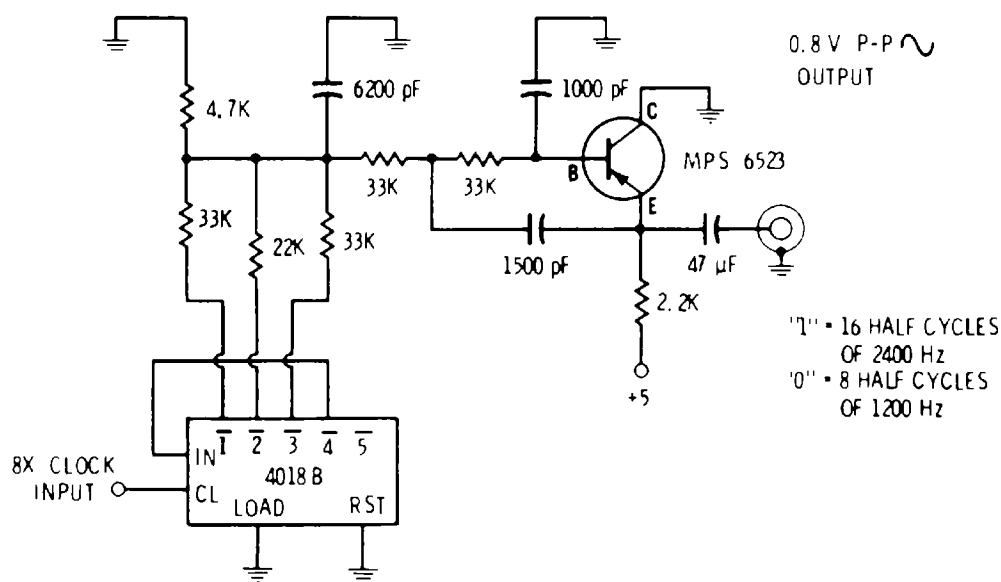 0.8 V P-P
OUTPUT
6200 pF
1000 pF
4.7K
C
MPS 6523
B
33K
33K
E
33K
22K
33K
1500 pF
47 µF
2.2K
"1" = 16 HALF CYCLES
OF 2400 Hz
"0" = 8 HALF CYCLES
OF 1200 Hz
+5
1 2 3 4 5
IN
4018 B
8X CLOCK
INPUT
CL
LOAD
RST